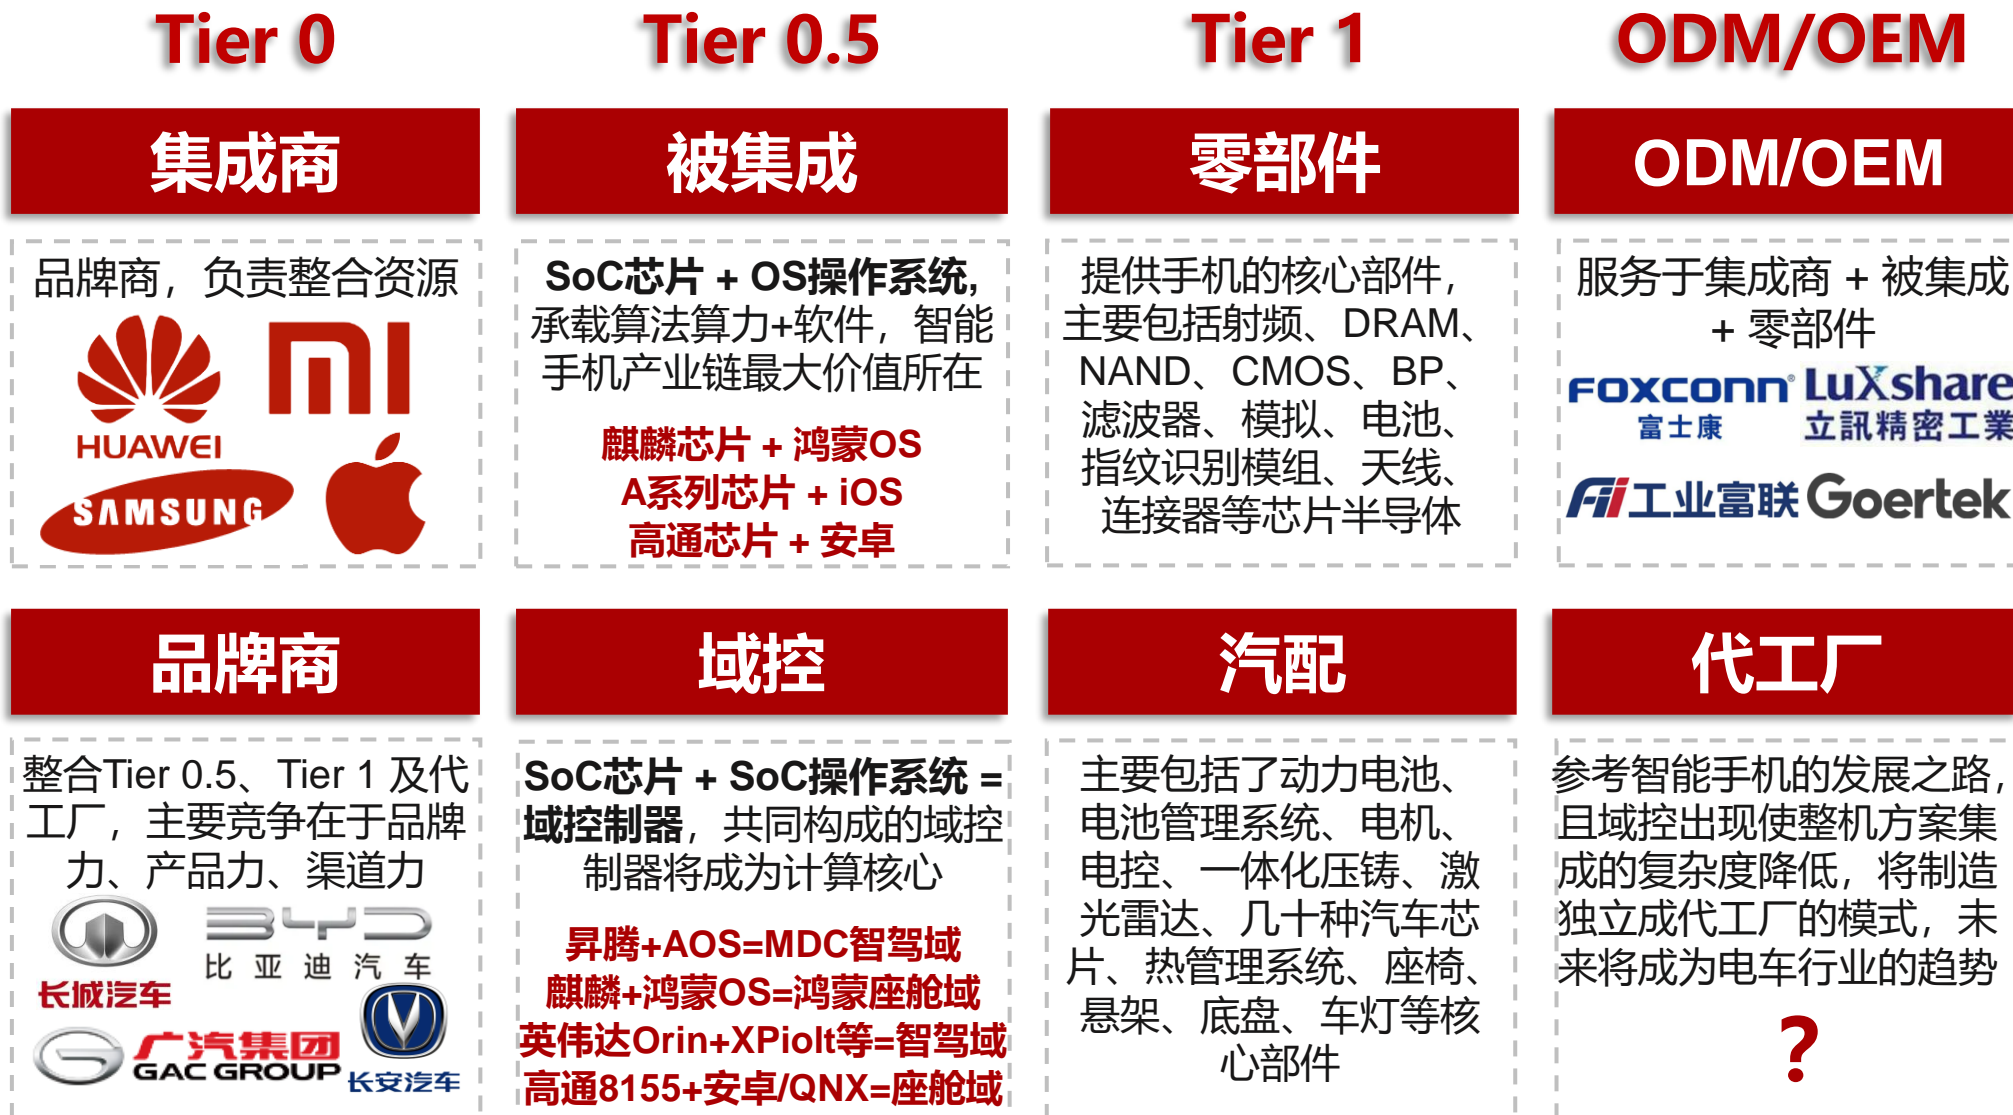 Tier 0
Tier 0.5
Tier 1
ODM/OEM
集成商
被集成
零部件
ODM/OEM
品牌商，负责整合资源
HUAWEI
SAMSUNG
SoC芯片 + OS操作系统,
承载算法算力+软件，智能
手机产业链最大价值所在
麒麟芯片 + 鸿蒙OS
A系列芯片 + iOS
高通芯片 + 安卓
提供手机的核心部件，
主要包括射频、DRAM、
NAND、CMOS、BP、
滤波器、模拟、电池、
指纹识别模组、天线、
连接器等芯片半导体
服务于集成商 + 被集成
+ 零部件
FOXCONN®
富士康
LUXshare
立訊精密工業
Fii工业富联
Goertek
品牌商
域控
汽配
代工厂
整合Tier 0.5、Tier 1 及代
工厂，主要竞争在于品牌
力、产品力、渠道力
长城汽车
BYD
比亚迪汽车
广汽集团
GAC GROUP
长安汽车
SoC芯片 + SoC操作系统 =
域控制器，共同构成的域控
制器将成为计算核心
昇腾+AOS=MDC智驾域
麒麟+鸿蒙OS=鸿蒙座舱域
英伟达Orin+XPiolt等=智驾域
高通8155+安卓/QNX=座舱域
主要包括了动力电池、
电池管理系统、电机、
电控、一体化压铸、激
光雷达、几十种汽车芯
片、热管理系统、座椅、
悬架、底盘、车灯等核
心部件
参考智能手机的发展之路，
且域控出现使整机方案集
成的复杂度降低，将制造
独立成代工厂的模式，未
来将成为电车行业的趋势
？